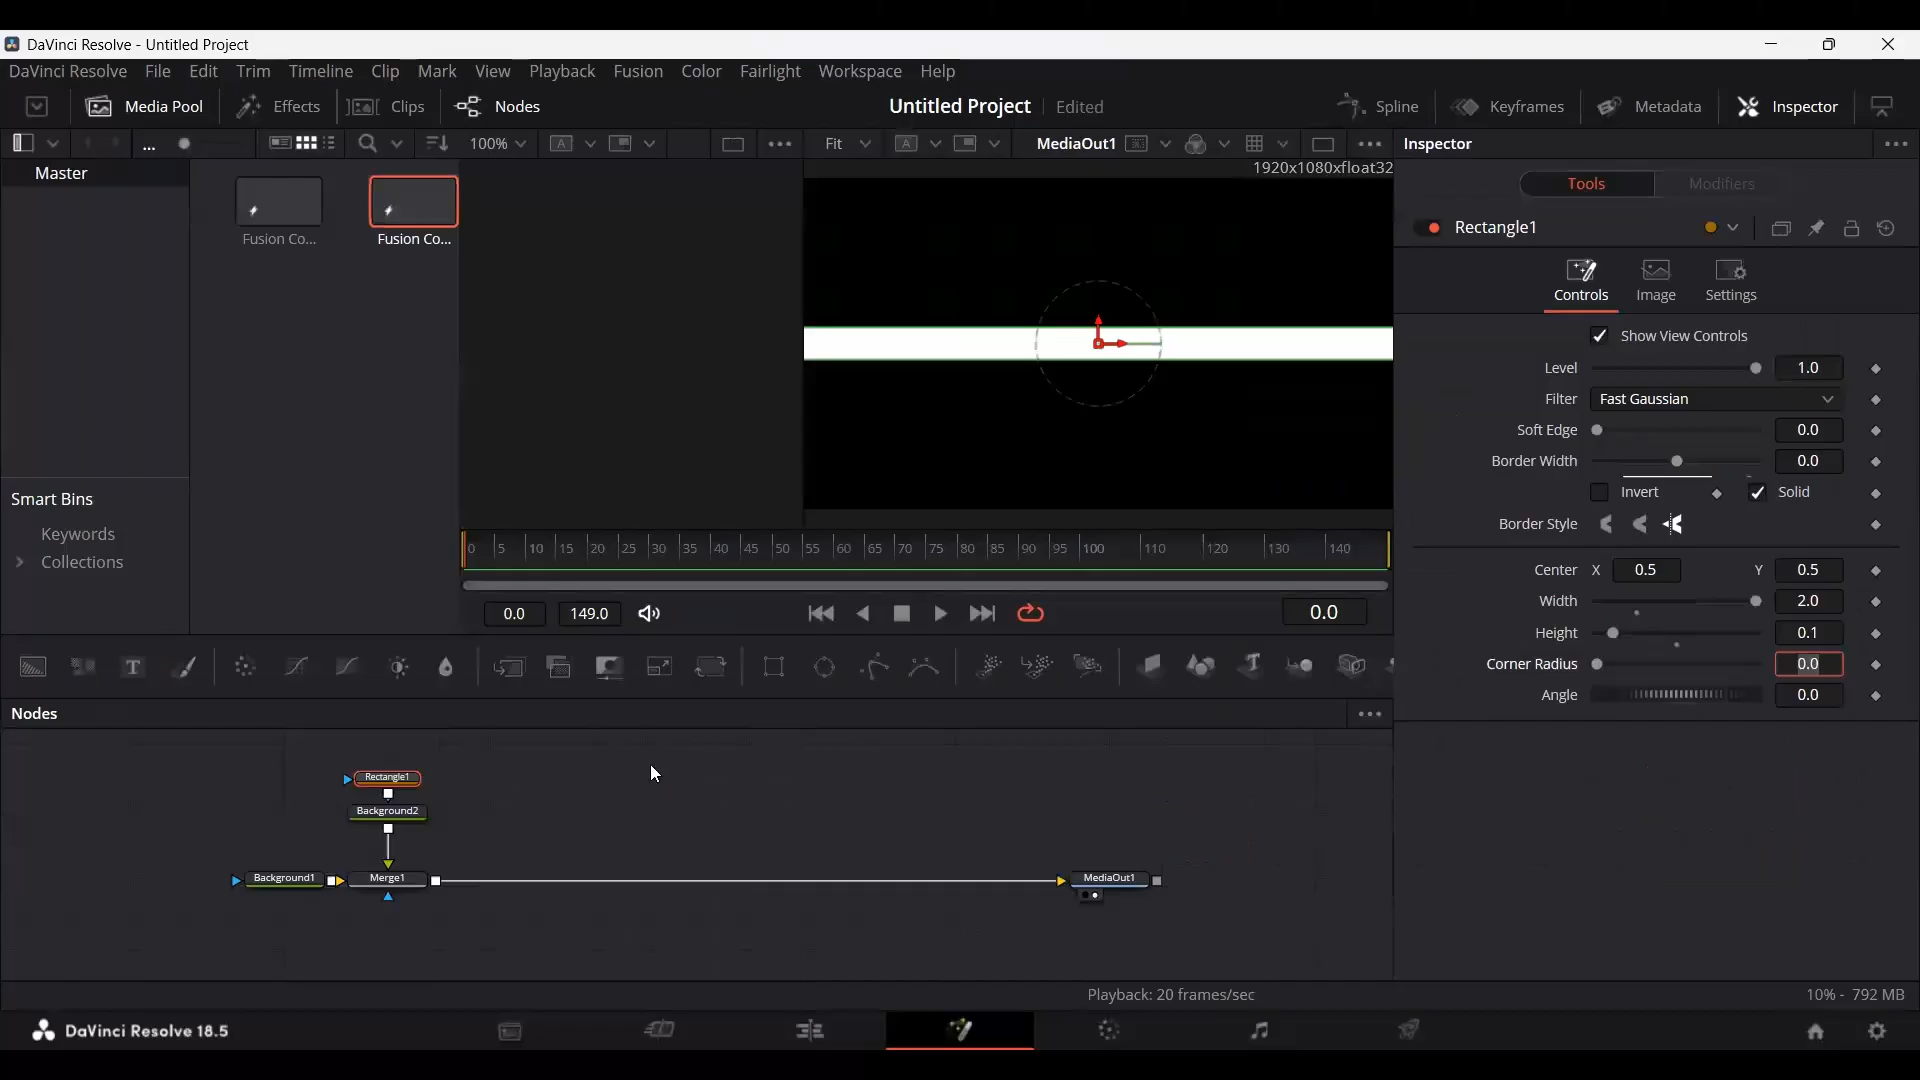 DaVinci Resolve - Untitled Project
DaVinci Resolve File Edit Trim Timeline Clip Mark View Playback Fusion Color Fairlight Workspace Help
Media Pool Effects Clips Nodes Untitled Project Edited Spline Keyframes Metadata Inspector
... 100% A Fit A MediaOut1 Inspector
1920x1080xfloat32
Master
Fusion Co...
Fusion Co...
Tools Modifiers
Rectangle1
Controls Image Settings
Show View Controls
Level 1.0
Filter Fast Gaussian
Soft Edge 0.0
Border Width 0.0
Invert Solid
Border Style
Center X 0.5 Y 0.5
Width 2.0
Height 0.1
Corner Radius 0.0
Angle 0.0
Smart Bins
Keywords
Collections
0 5 10 15 20 25 30 35 40 45 50 55 60 65 70 75 80 85 90 95 100 110 120 130 140
0.0 149.0 0.0
T T
Nodes
Rectangle1
Background2
Background1 Merge1 MediaOut1
Playback: 20 frames/sec 10% - 792 MB
DaVinci Resolve 18.5